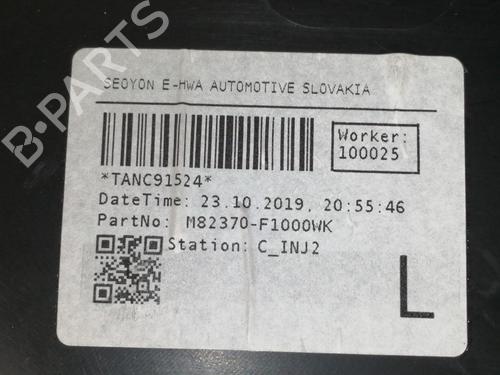 B-PARTS
SEOYON E-HWA AUTOMOTIVE SLOVAKIA
Worker:
100025
*TANC91524*
DateTime: 23.10.2019, 20:55:46
PartNo: M82370-F1000WK
Station: C_INJ2
L